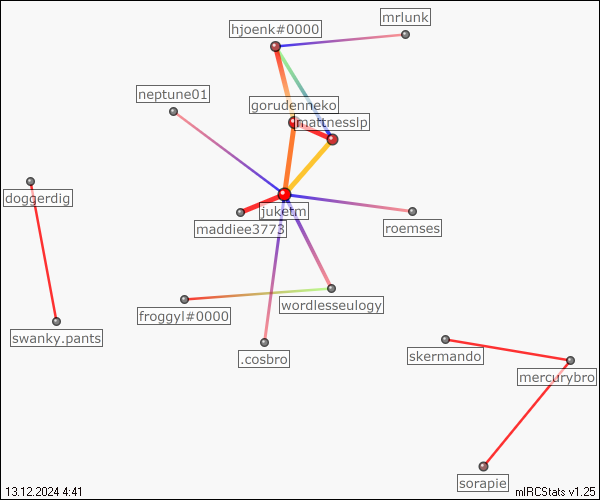 mrlunk
hjoenk#0000
neptune01
gorudenneko
mattnesslp
doggerdig
juketm
maddiee3773
roemses
wordlesseulogy
froggyl#0000
swanky.pants
.cosbro
skermando
mercurybro
sorapie
13.12.2024 4:41
mIRCStats v1.25